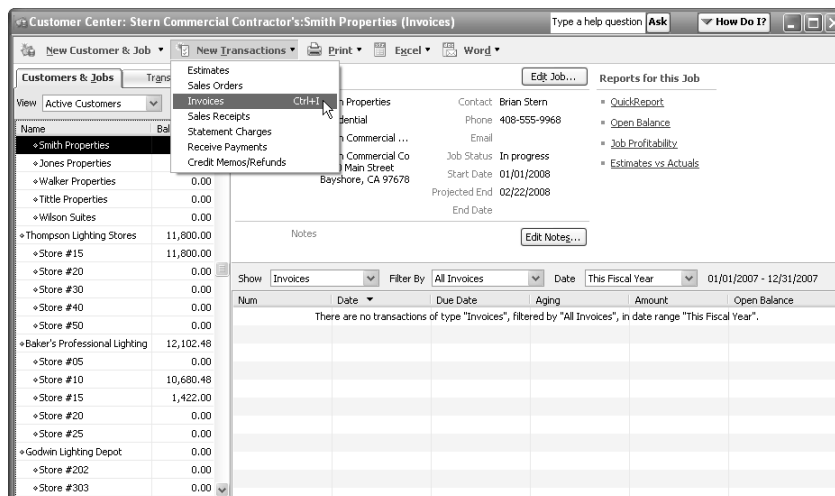 Customer Center: Stern Commercial Contractor's:Smith Properties (Invoices)
Type a help question Ask
How Do I?
New Customer & Job New Transactions Print Excel Word
Customers & Jobs
View Active Customers
Name
Smith Properties
Jones Properties
Walker Properties 0.00
Tittle Properties 0.00
Wilson Suites 0.00
Thompson Lighting Stores 11,800.00
Store #15 11,800.00
Store #20 0.00
Store #30 0.00
Store #40 0.00
Store #50 0.00
Baker's Professional Lighting 12,102.48
Store #05 0.00
Store #10 10,680.48
Store #15 1,422.00
Store #20 0.00
Store #25 0.00
Godwin Lighting Depot 0.00
Store #202 0.00
Store #303 0.00
Estimates
Sales Orders
Invoices Ctrl+I
Sales Receipts
Statement Charges
Receive Payments
Credit Memos/Refunds
Edit Job...
Properties
Commercial ...
Commercial Co
Main Street
Bayshore, CA 97678
Contact Brian Stern
Phone 408-555-9968
Email
Job Status In progress
Start Date 01/01/2008
Projected End 02/22/2008
End Date
Notes
Edit Notes...
Reports for this Job
QuickReport
Open Balance
Job Profitability
Estimates vs Actuals
Show Invoices Filter By All Invoices Date This Fiscal Year 01/01/2007 - 12/31/2007
Num Date Due Date Aging Amount Open Balance
There are no transactions of type "Invoices", filtered by "All Invoices", in date range "This Fiscal Year".